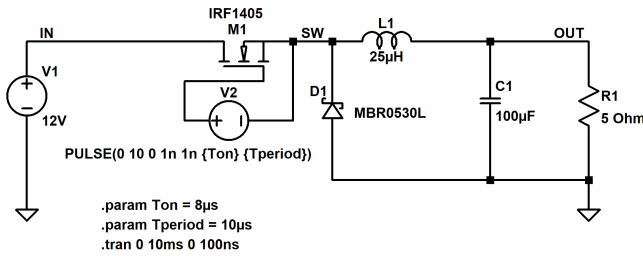 IRF1405
M1
IN
SW
L1
OUT
25µH
V1
+
12V
V2
+
D1
MBR0530L
C1
100µF
R1
5 Ohm
PULSE(0 10 0 1n 1n {Ton} {Tperiod})
.param Ton = 8µs
.param Tperiod = 10µs
.tran 0 10ms 0 100ns